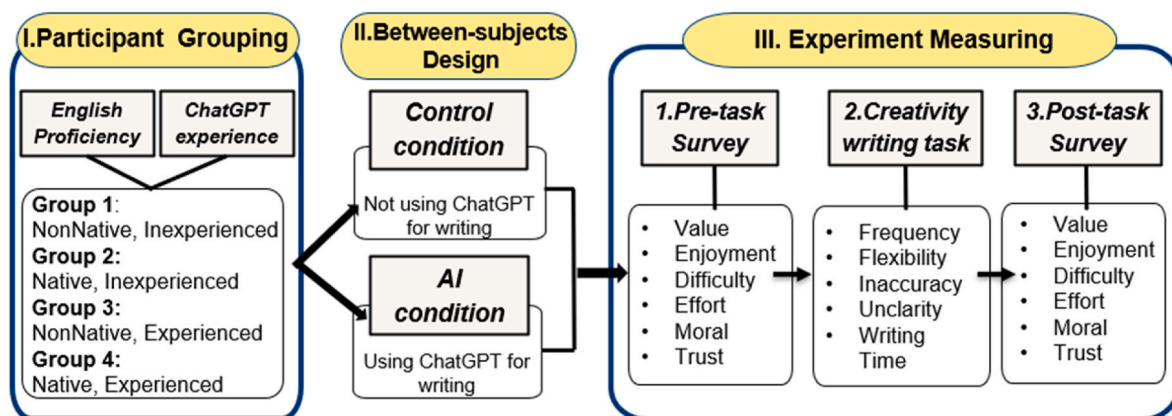 I.Participant Grouping
English
Proficiency
ChatGPT
experience
Group 1:
NonNative, Inexperienced
Group 2:
Native, Inexperienced
Group 3:
NonNative, Experienced
Group 4:
Native, Experienced
II.Between-subjects
Design
Control
condition
Not using ChatGPT
for writing
AI
condition
Using ChatGPT for
writing
III. Experiment Measuring
1.Pre-task
Survey
• Value
• Enjoyment
• Difficulty
• Effort
• Moral
• Trust
2.Creativity
writing task
• Frequency
• Flexibility
• Inaccuracy
• Unclarity
• Writing
Time
3.Post-task
Survey
• Value
• Enjoyment
• Difficulty
• Effort
• Moral
• Trust